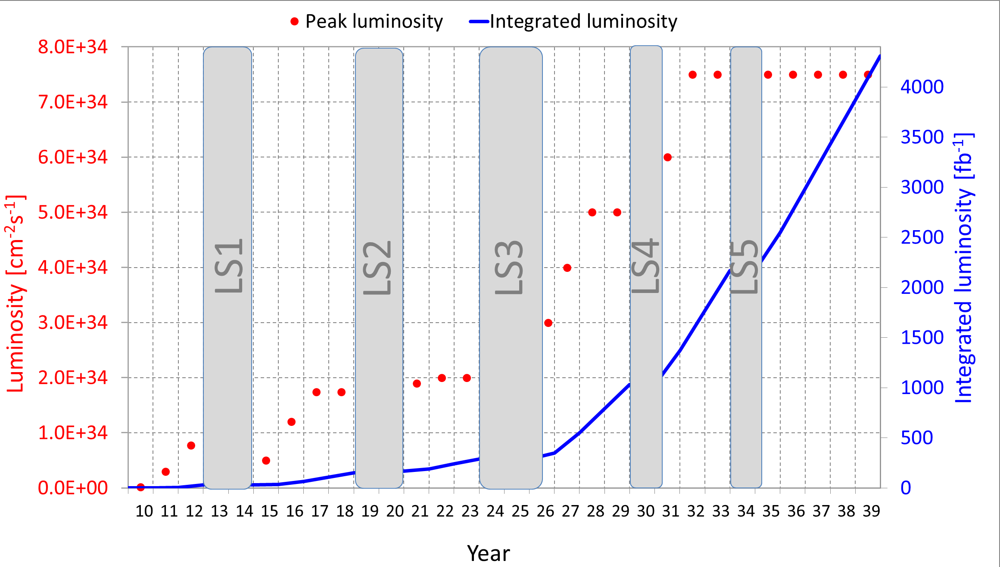 Peak luminosity
Integrated luminosity
8.0E+34
7.0E+34
6.0E+34
5.0E+34
4.0E+34
3.0E+34
2.0E+34
1.0E+34
0.0E+00
Luminosity [cm-2s-1]
LS1
LS2
LS3
LS4
LS5
4000
3500
3000
2500
2000
1500
1000
500
0
Integrated luminosity [fb-1]
10 11 12 13 14 15 16 17 18 19 20 21 22 23 24 25 26 27 28 29 30 31 32 33 34 35 36 37 38 39
Year